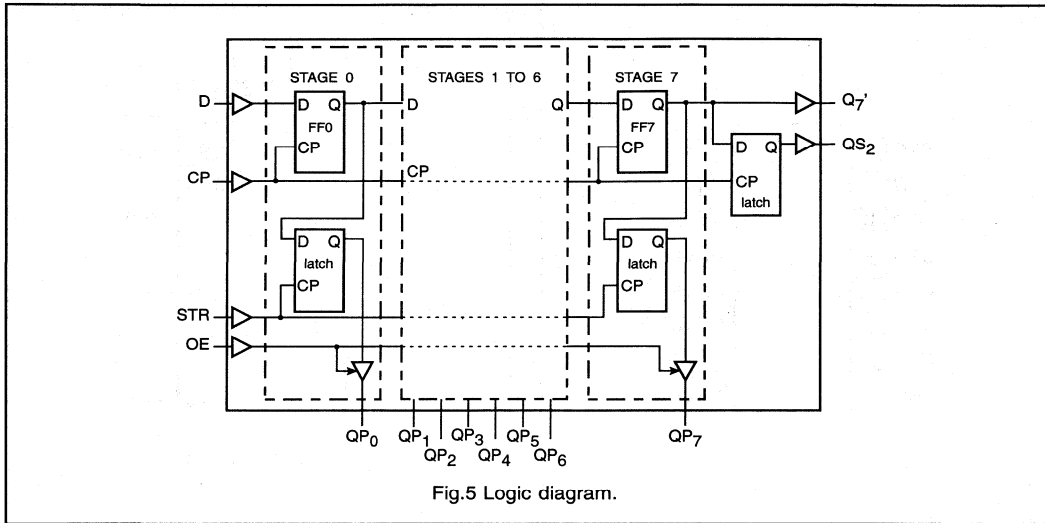 STAGE 0 STAGES 1 TO 6 STAGE 7
D D Q D Q D Q Q7'
FF0 FF7
D Q QS2
CP CP
CP CP CP
latch
D Q D Q
latch latch
CP CP
STR
OE
QP0 QP1 QP3 QP5 QP7
QP2 QP4 QP6
Fig.5 Logic diagram.